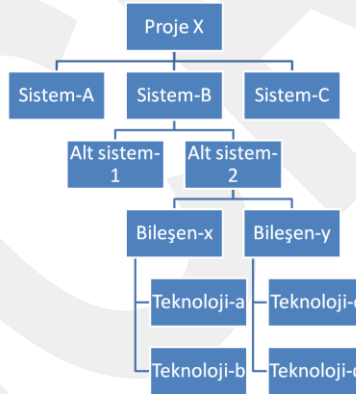 Proje X
Sistem-A
Sistem-B
Sistem-C
Alt sistem-
1
Alt sistem-
2
Bileşen-x
Bileşen-y
Teknoloji-a
Teknoloji-b